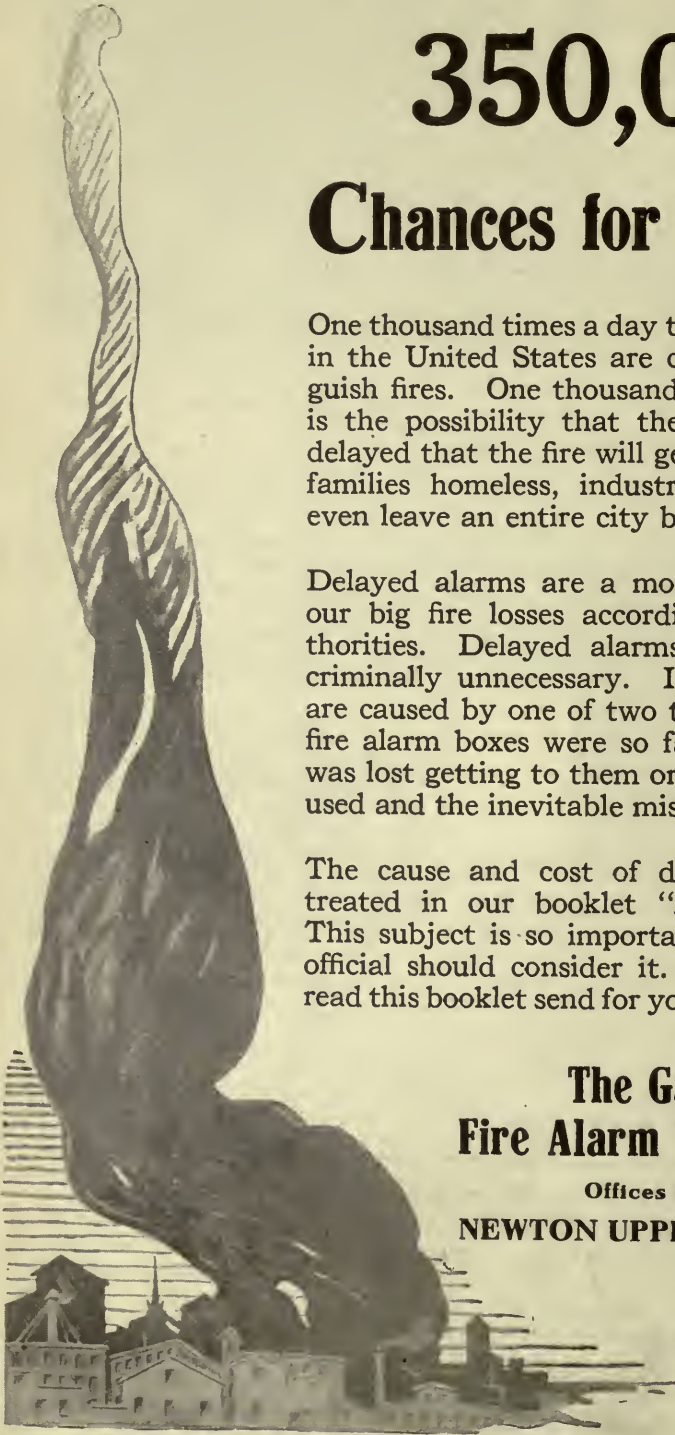 350,0
Chances for
One thousand times a day t
in the United States are c
guish fires. One thousand
is the possibility that the
delayed that the fire will ge
families homeless, industr
even leave an entire city b
Delayed alarms are a mo
our big fire losses accordi
thorities. Delayed alarms
criminally unnecessary. I
are caused by one of two t
fire alarm boxes were so fa
was lost getting to them or
used and the inevitable mis
The cause and cost of d
treated in our booklet “
This subject is so importa
official should consider it.
read this booklet send for yo
The Ga
Fire Alarm
Offices
NEWTON UPPE